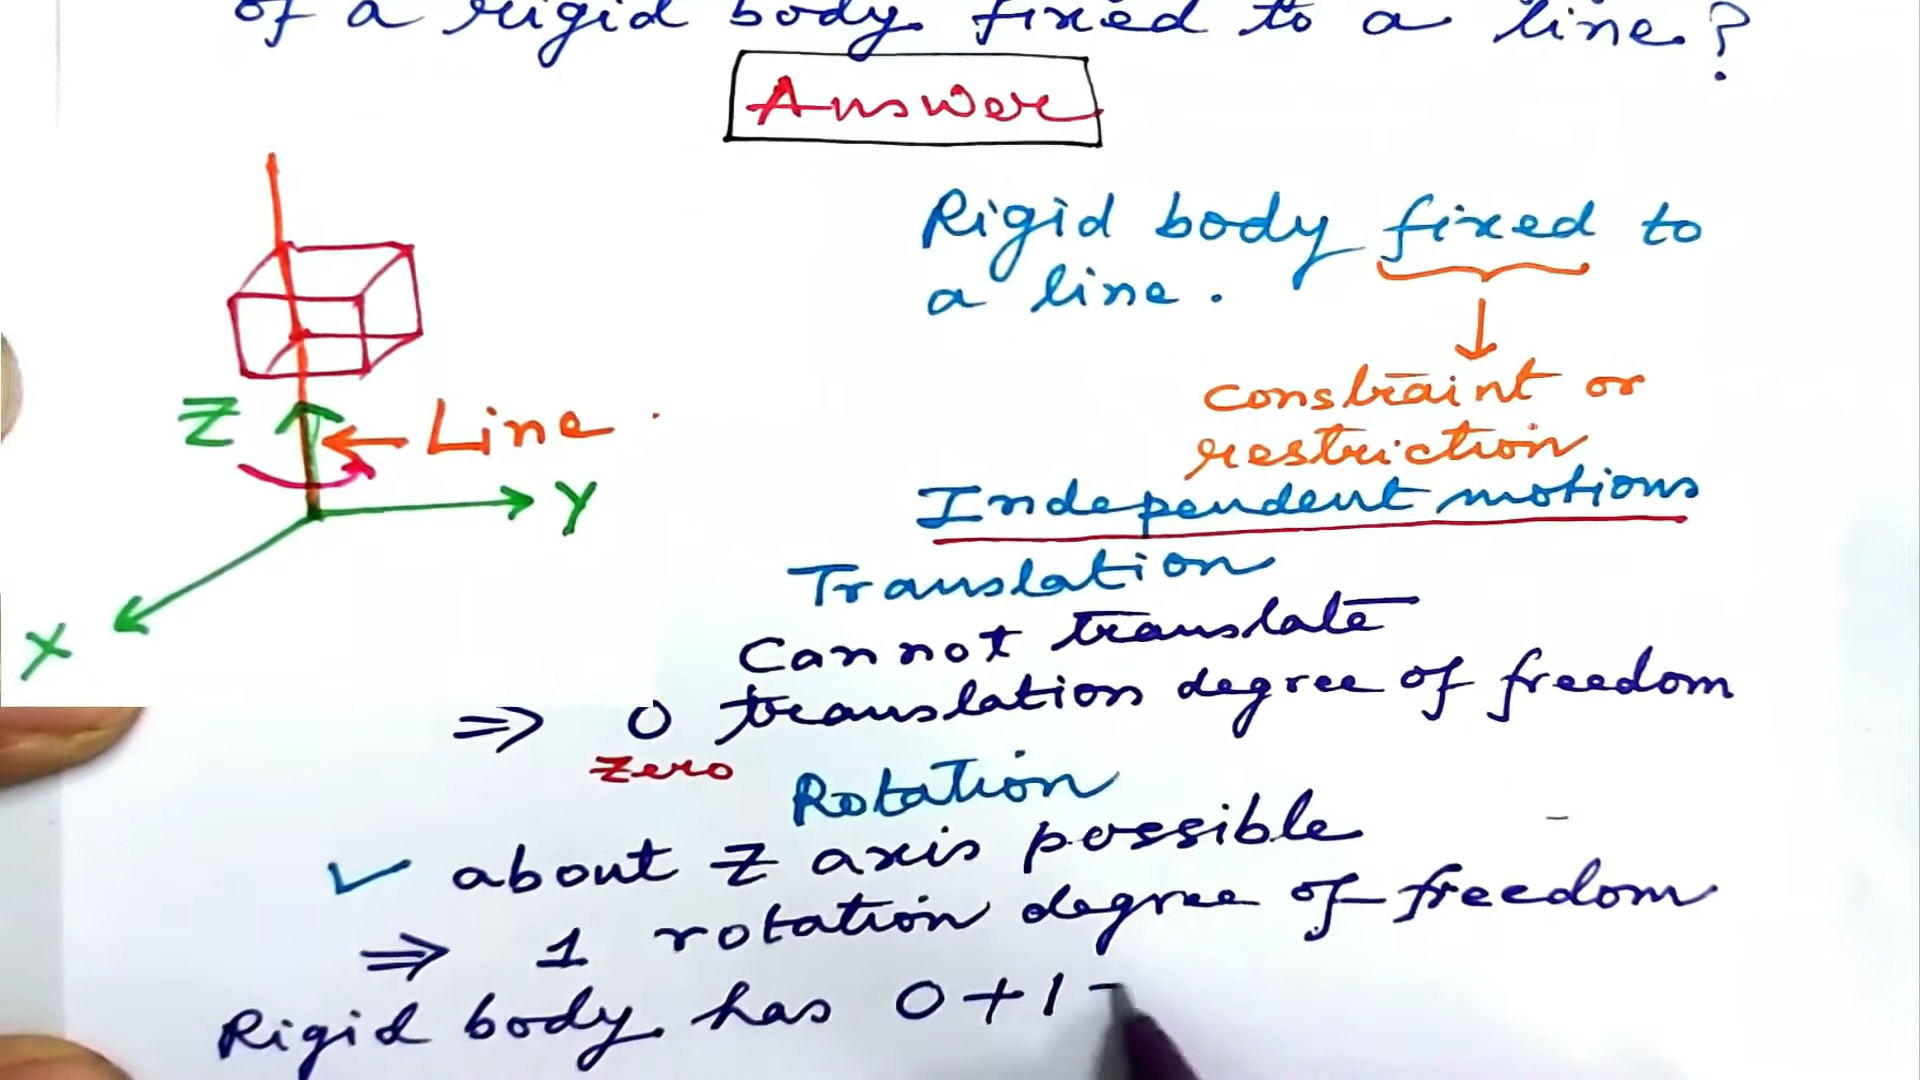 of a rigid body fixed to a line?
Answer
Rigid body fixed to
a line.
constraint or
restriction
Z
Line
Y
X
Independent motions
Translation
Cannot translate
⇒ 0 translation degree of freedom
zero
Rotation
✓ about Z axis possible
⇒ 1 rotation degree of freedom
Rigid body has 0+1